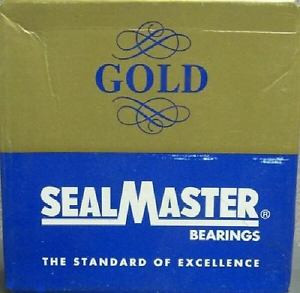 GOLD
SEALMASTER®
BEARINGS
THE STANDARD OF EXCELLENCE